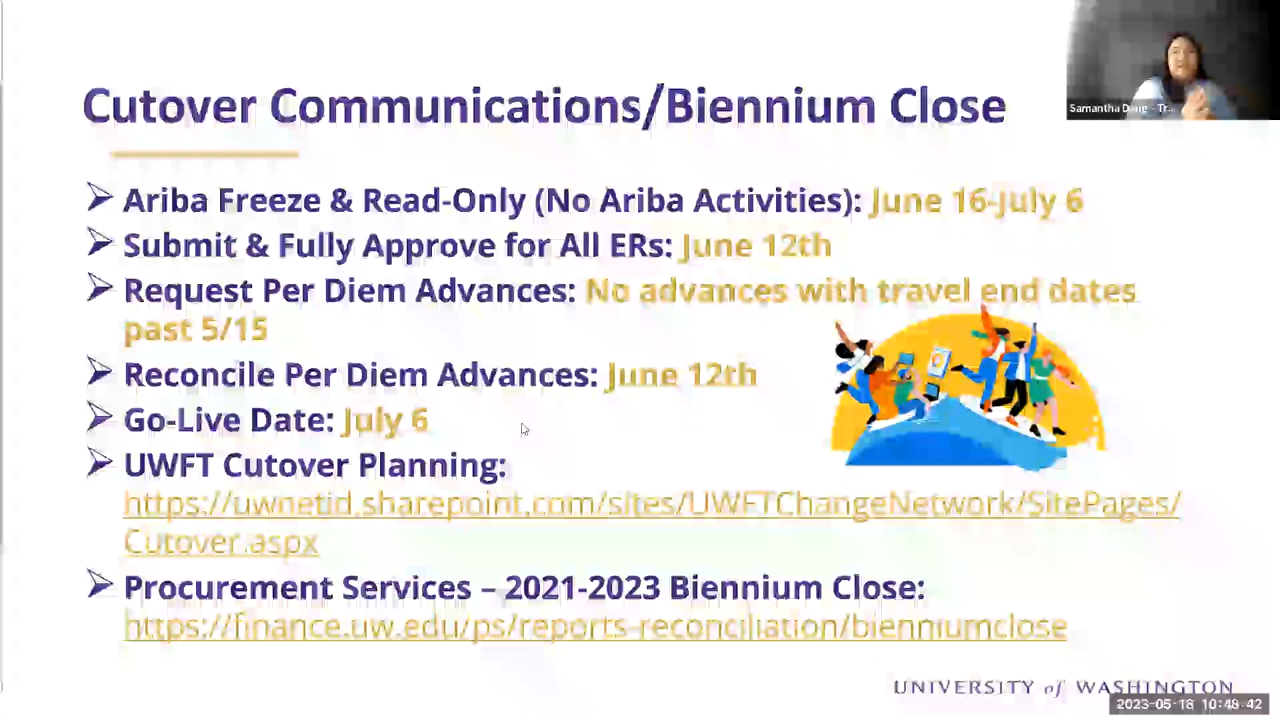 Cutover Communications/Biennium Close
Ariba Freeze & Read-Only (No Ariba Activities): June 16-July 6
Submit & Fully Approve for All ERs: June 12th
Request Per Diem Advances: No advances with travel end dates
past 5/15
Reconcile Per Diem Advances: June 12th
Go-Live Date: July 6
UWFT Cutover Planning:
https://uwnetid.sharepoint.com/sites/UWFTChangeNetwork/SitePages/
Cutover.aspx
Procurement Services – 2021-2023 Biennium Close:
https://finance.uw.edu/ps/reports-reconciliation/bienniumclose
UNIVERSITY of WASHINGTON
Samantha - Tr...
2023-05-18 10:48:42